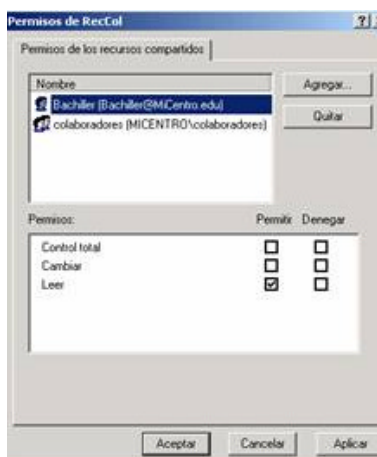 Permisos de RecCol
Permisos de los recursos compartidos
Nombre
Agregar...
Bachiller (Bachiller@MiCentro.edu)
Quitar
colaboradores (MICENTRO\colaboradores)
Permisos:
Permitir Denegar
Control total
Cambiar
Leer
Aceptar Cancelar Aplicar